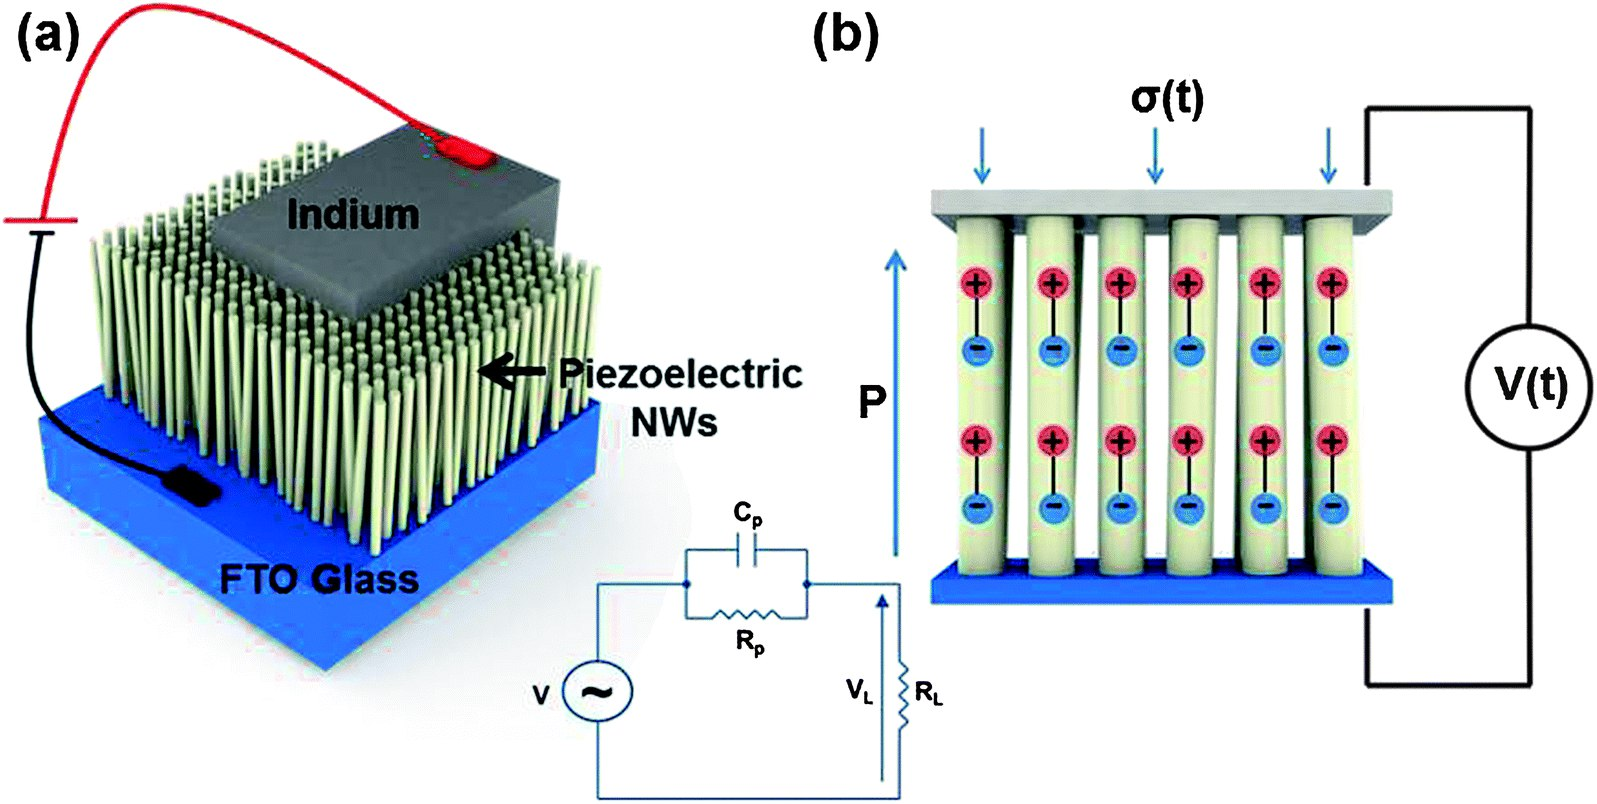 (a)
Indium
Piezoelectric
NWs
FTO Glass
(b)
σ(t)
P
+ + + + + +
- - - - - -
+ + + + + +
- - - - - -
V(t)
Cp
Rp
V
~
VL
RL